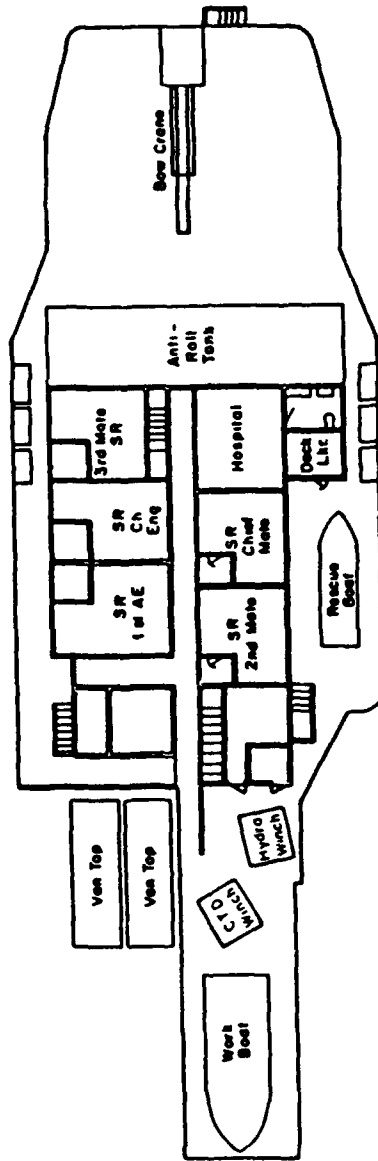 Bow Crane
Anti-
Roll
Tank
3rd Mate
SR
SR
Ch
Eng
SR
1st AE
Hospital
Deck
Lkr
SR
Chief
Mate
SR
2nd Mate
Rescue
Boat
Van Top
Van Top
Hydro
Winch
CTD
Winch
Work
Boat